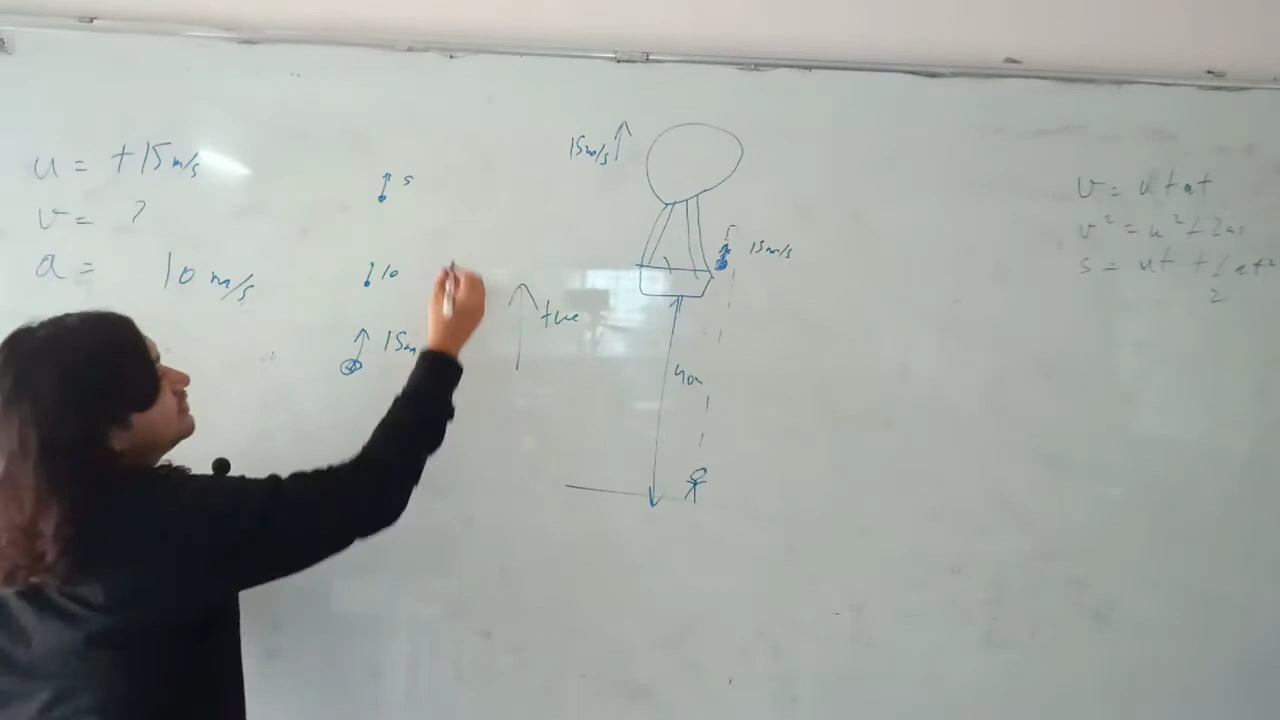 u = +15 m/s
v = ?
a = 10 m/s
5
10
15m
15m/s
15m/s
+ve
40m
v = u + at
v² = u² + 2as
s = ut + 1/2 at²